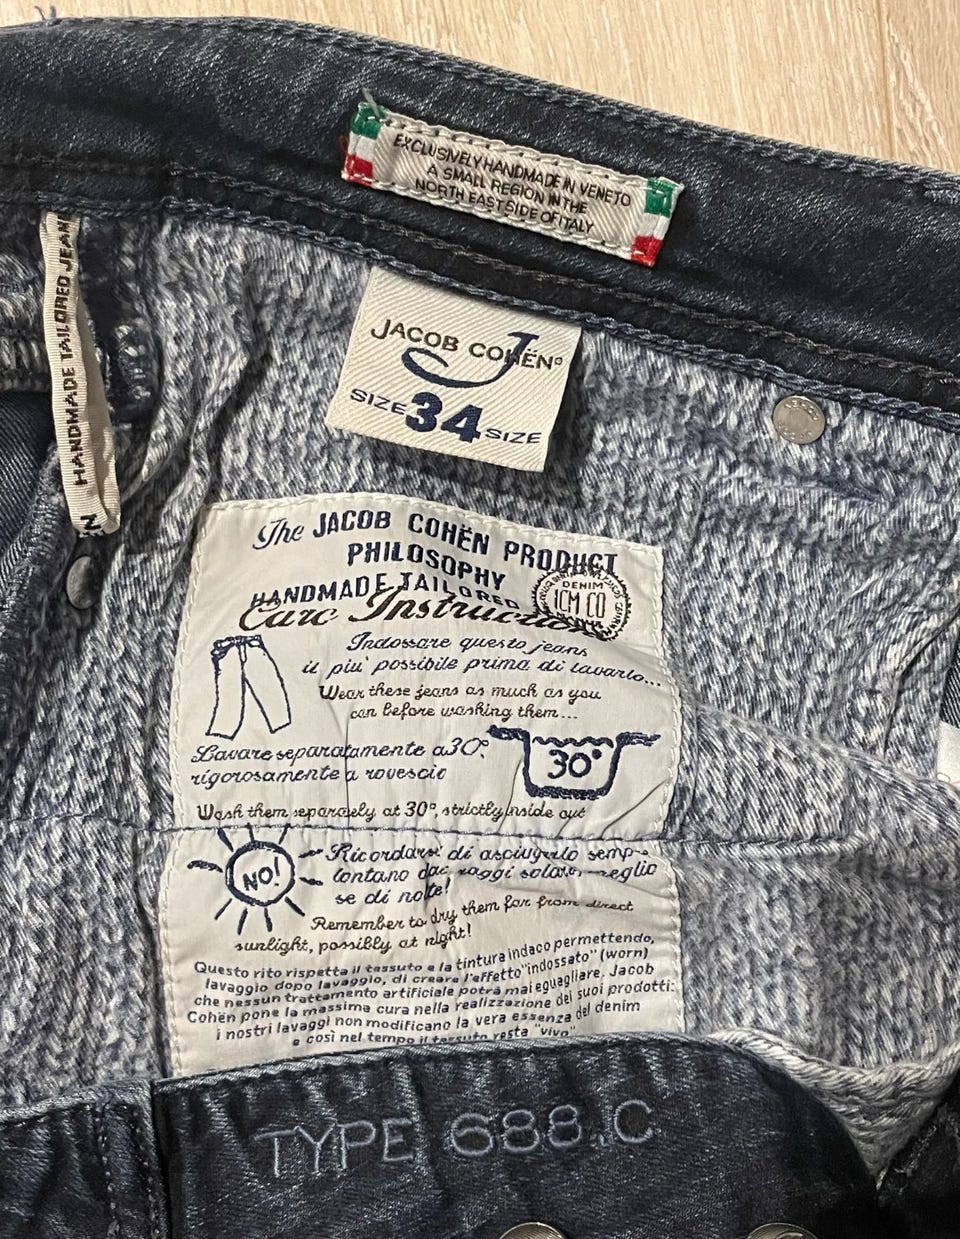 EXCLUSIVELY HANDMADE IN VENETO
A SMALL REGION IN THE
NORTH EAST SIDE OF ITALY
HANDMADE TAILORED JEAN
JACOB COHËN
J
SIZE 34 SIZE
The JACOB COHËN PRODUCT
PHILOSOPHY
HANDMADE TAILORED
Care Instructions
DENIM
Indossare questo jeans
il piu' possibile prima di lavarlo...
Wear these jeans as much as you
can before washing them...
Lavare separatamente a 30°
rigorosamente a rovescio
30°
Wash them separately at 30°, strictly inside out
NO!
Ricordarsi di asciugarlo semp
lontano dai raggi solari, meglio
se di notte!
Remember to dry them far from direct
sunlight, possibly at night!
Questo rito rispetta il tessuto e la tintura indaco permettendo,
lavaggio dopo lavaggio, di creare l'effetto "indossato" (worn)
che nessun trattamento artificiale potrà mai eguagliare. Jacob
Cohën pone la massima cura nella realizzazione dei suoi prodotti:
i nostri lavaggi non modificano la vera essenza del denim
e così nel tempo il tessuto resta "vivo"
TYPE 688.C